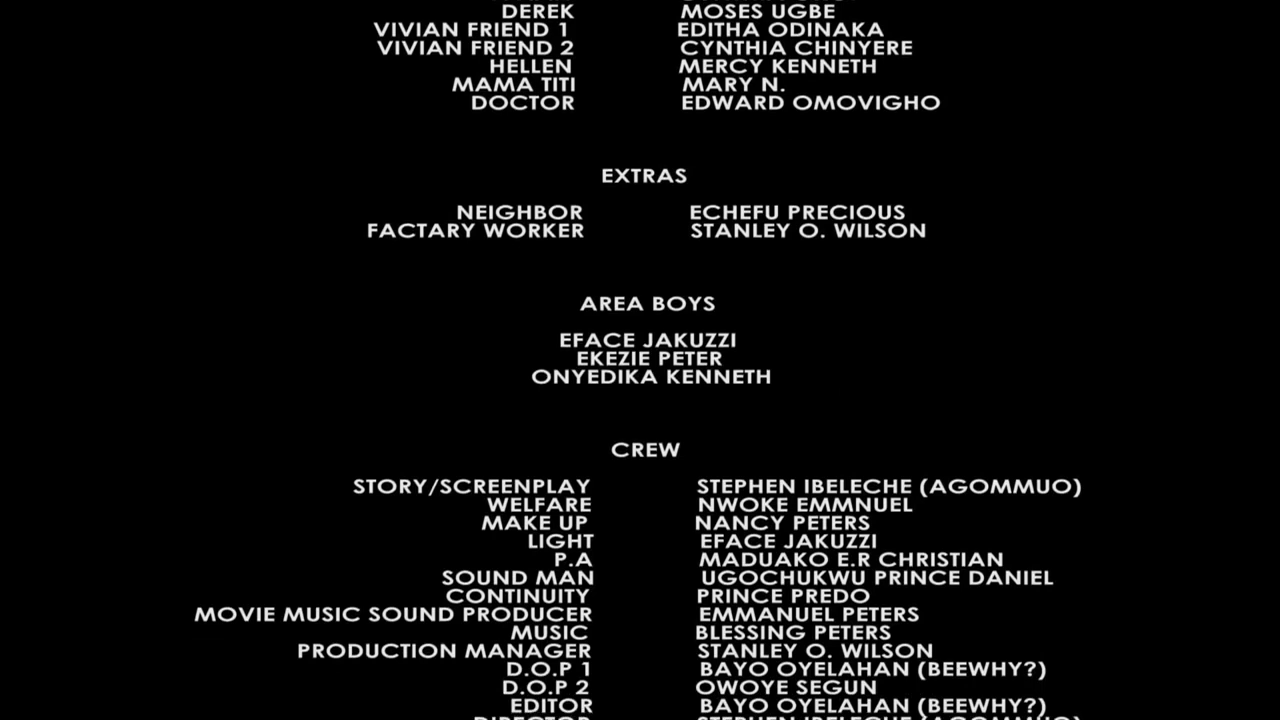 DEREK MOSES UGBE
VIVIAN FRIEND 1 EDITHA ODINAKA
VIVIAN FRIEND 2 CYNTHIA CHINYERE
HELLEN MERCY KENNETH
MAMA TITI MARY N.
DOCTOR EDWARD OMOVIGHO
EXTRAS
NEIGHBOR ECHEFU PRECIOUS
FACTARY WORKER STANLEY O. WILSON
AREA BOYS
EFACE JAKUZZI
EKEZIE PETER
ONYEDIKA KENNETH
CREW
STORY/SCREENPLAY STEPHEN IBELECHE (AGOMMUO)
WELFARE NWOKE EMMNUEL
MAKE UP NANCY PETERS
LIGHT EFACE JAKUZZI
P.A MADUAKO E.R CHRISTIAN
SOUND MAN UGOCHUKWU PRINCE DANIEL
CONTINUITY PRINCE PREDO
MOVIE MUSIC SOUND PRODUCER EMMANUEL PETERS
MUSIC BLESSING PETERS
PRODUCTION MANAGER STANLEY O. WILSON
D.O.P 1 BAYO OYELAHAN (BEEWHY?)
D.O.P 2 OWOYE SEGUN
EDITOR BAYO OYELAHAN (BEEWHY?)
DIRECTOR STEPHEN IBELECHE (AGOMMUO)